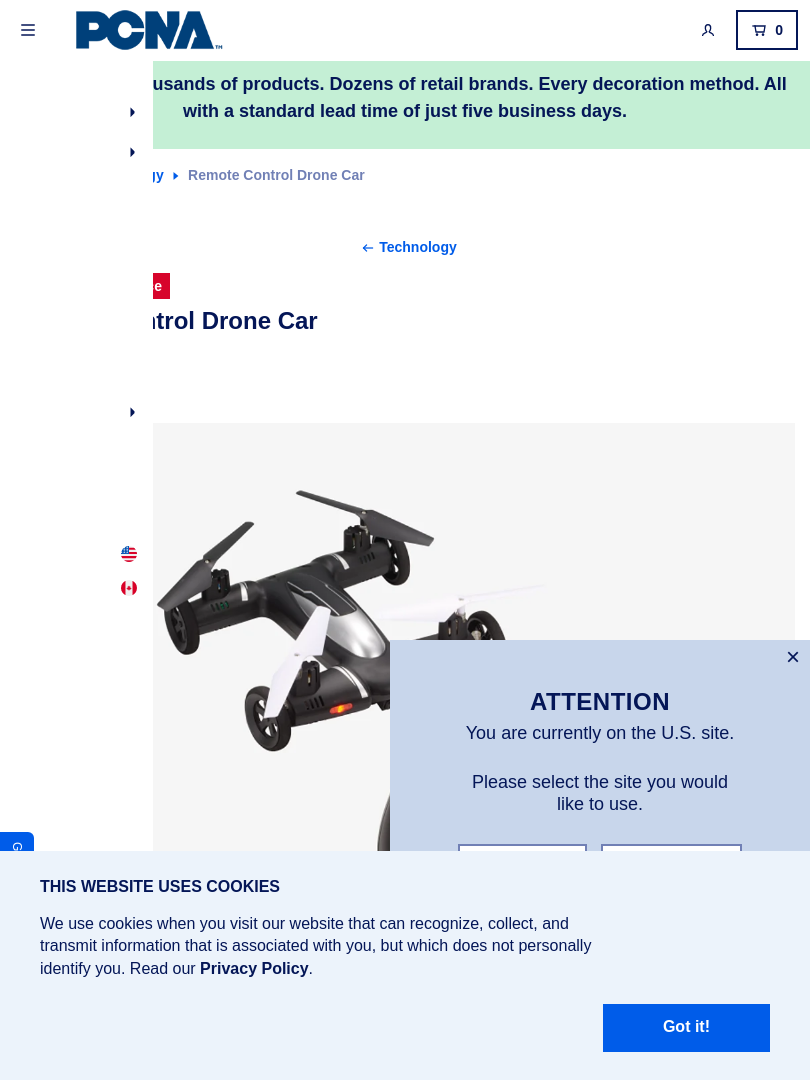 PCNA™
0
usands of products. Dozens of retail brands. Every decoration method. All
with a standard lead time of just five business days.
Remote Control Drone Car
Technology
ntrol Drone Car
ATTENTION
You are currently on the U.S. site.
Please select the site you would
like to use.
G
THIS WEBSITE USES COOKIES
We use cookies when you visit our website that can recognize, collect, and
transmit information that is associated with you, but which does not personally
identify you. Read our Privacy Policy.
Got it!